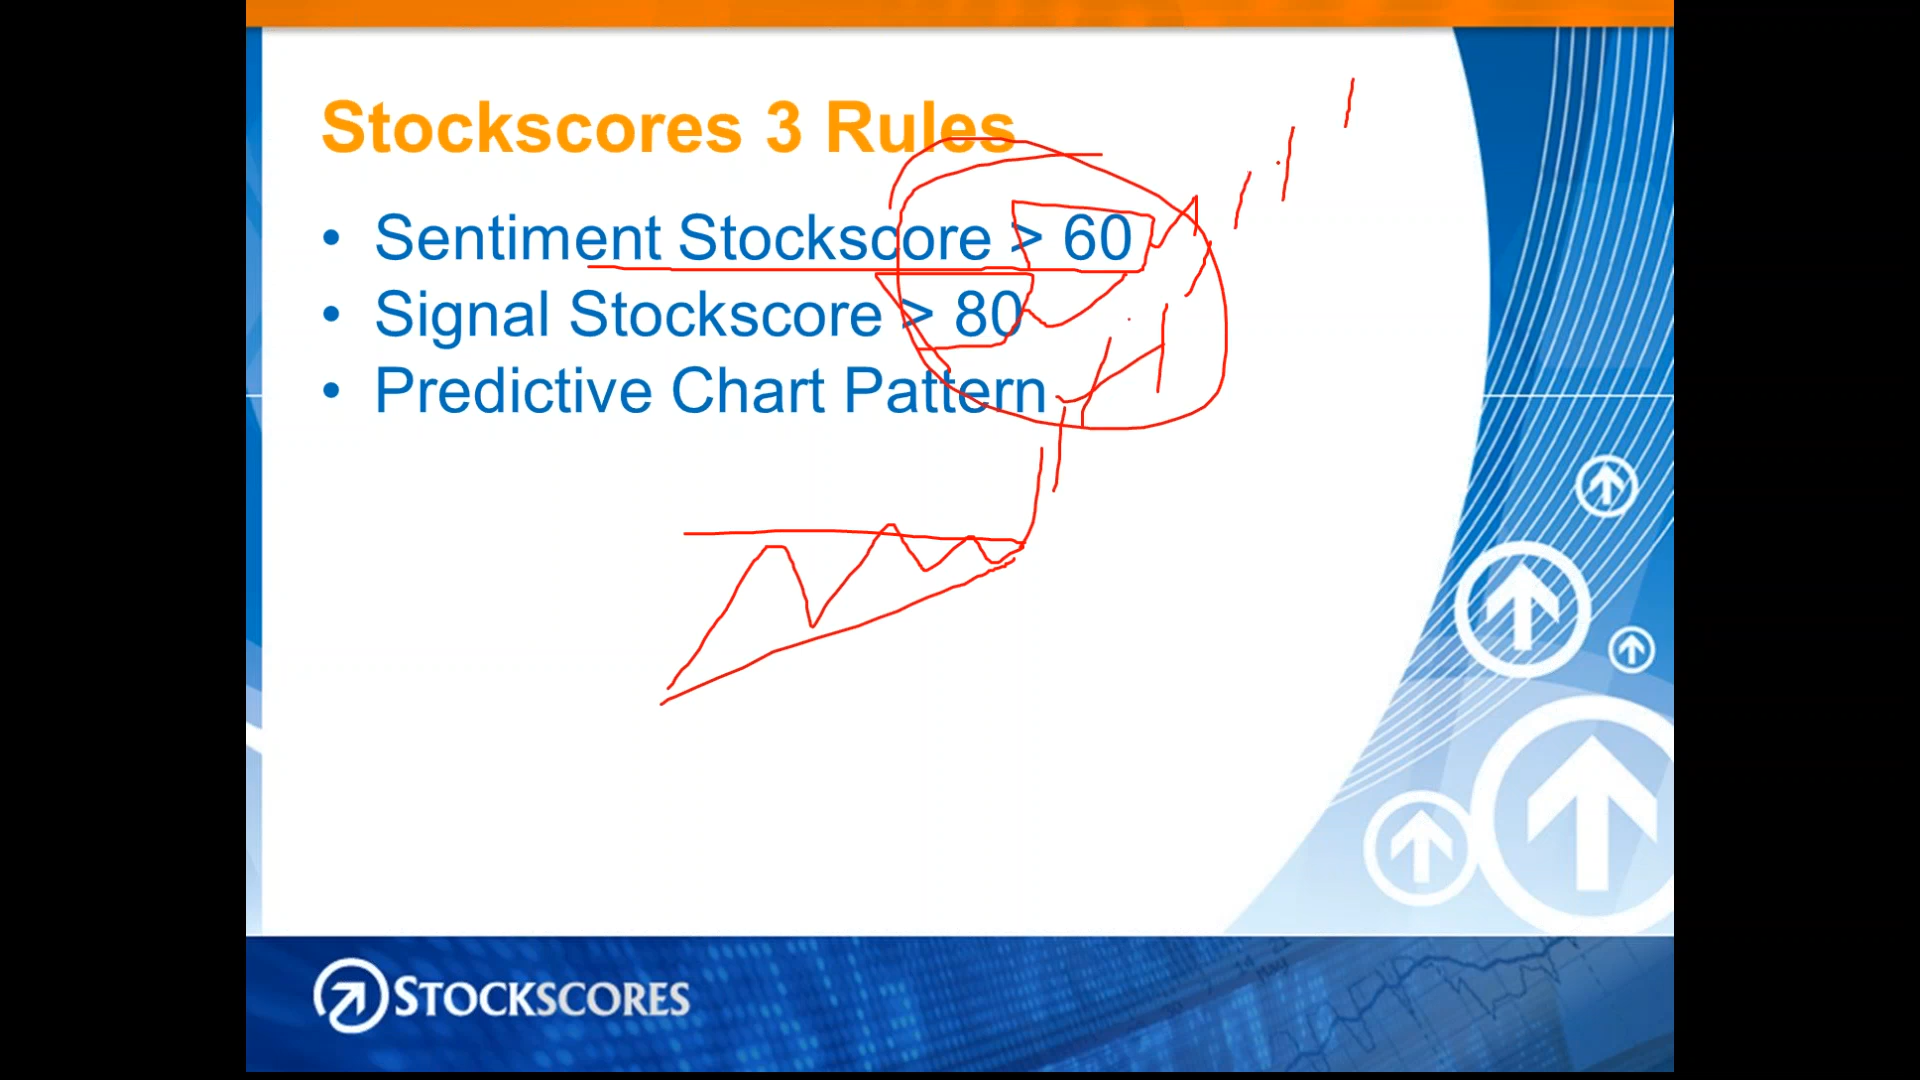 Stockscores 3 Rules
• Sentiment Stockscore > 60
• Signal Stockscore > 80
• Predictive Chart Pattern
STOCKSCORES